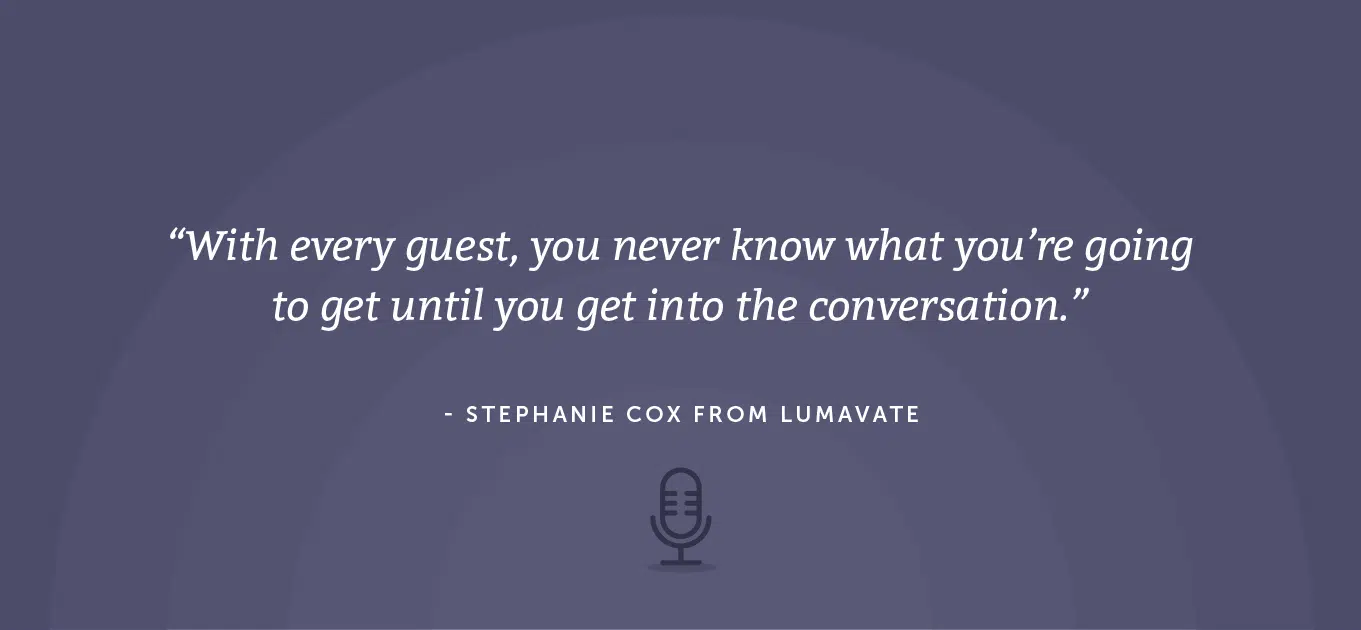 “With every guest, you never know what you’re going
to get until you get into the conversation.”
- STEPHANIE COX FROM LUMAVATE